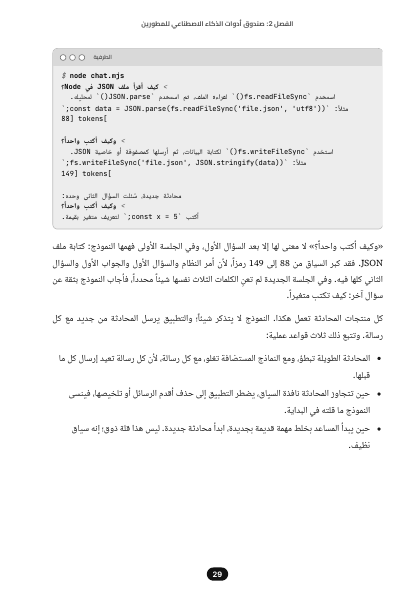 الفصل 2: صندوق أدوات الذكاء الاصطناعي للمطورين
الطرفية
$ node chat.mjs
> كيف أقرأ ملف JSON في Node؟
استخدم `fs.readFileSync()` لقراءة الملف، ثم استخدم `JSON.parse()` لتحليله.
مثلاً: `const data = JSON.parse(fs.readFileSync('file.json', 'utf8'));`
[88 tokens]
> وكيف أكتب واحداً؟
استخدم `fs.writeFileSync()` لكتابة البيانات، ثم أرسلها كمصفوفة أو خاصية JSON.
مثلاً: `fs.writeFileSync('file.json', JSON.stringify(data));`
[149 tokens]
محادثة جديدة، سُئلت السؤال الثاني وحده:
> وكيف أكتب واحداً؟
أكتب `const x = 5;` لتعريف متغير بقيمة.
«وكيف أكتب واحداً؟» لا معنى لها إلا بعد السؤال الأول، وفي الجلسة الأولى فهمها النموذج: كتابة ملف
JSON. فقد كبر السياق من 88 إلى 149 رمزاً، لأن أمر النظام والسؤال الأول والجواب الأول والسؤال
الثاني كلها فيه. وفي الجلسة الجديدة لم تعنِ الكلمات الثلاث نفسها شيئاً محدداً، فأجاب النموذج بثقة عن
سؤال آخر: كيف تكتب متغيراً.
كل منتجات المحادثة تعمل هكذا. النموذج لا يتذكر شيئاً؛ والتطبيق يرسل المحادثة من جديد مع كل
رسالة. وتتبع ذلك ثلاث قواعد عملية:
• المحادثة الطويلة تبطؤ، ومع النماذج المستضافة تغلو، مع كل رسالة، لأن كل رسالة تعيد إرسال كل ما
قبلها.
• حين تتجاوز المحادثة نافذة السياق، يضطر التطبيق إلى حذف أقدم الرسائل أو تلخيصها، فينسى
النموذج ما قلته في البداية.
• حين يبدأ المساعد بخلط مهمة قديمة بجديدة، ابدأ محادثة جديدة. ليس هذا قلة ذوق؛ إنه سياق
نظيف.
29